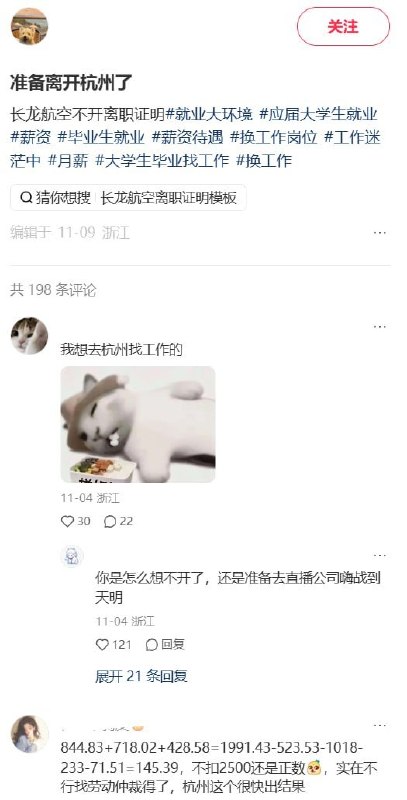 关注
准备离开杭州了
长龙航空不开离职证明#就业大环境 #应届大学生就业
#薪资 #毕业生就业 #薪资待遇 #换工作岗位 #工作迷
茫中 #月薪 #大学生毕业找工作 #换工作
猜你想搜 长龙航空离职证明模板
编辑于 11-09 浙江
共 198 条评论
我想去杭州找工作的
11-04 浙江
30 22
你是怎么想不开了，还是准备去直播公司嗨战到
天明
11-04 浙江
121 回复
展开 21 条回复
844.83+718.02+428.58=1991.43-523.53-1018-
233-71.51=145.39，不扣2500还是正数，实在不
行找劳动仲裁得了，杭州这个很快出结果